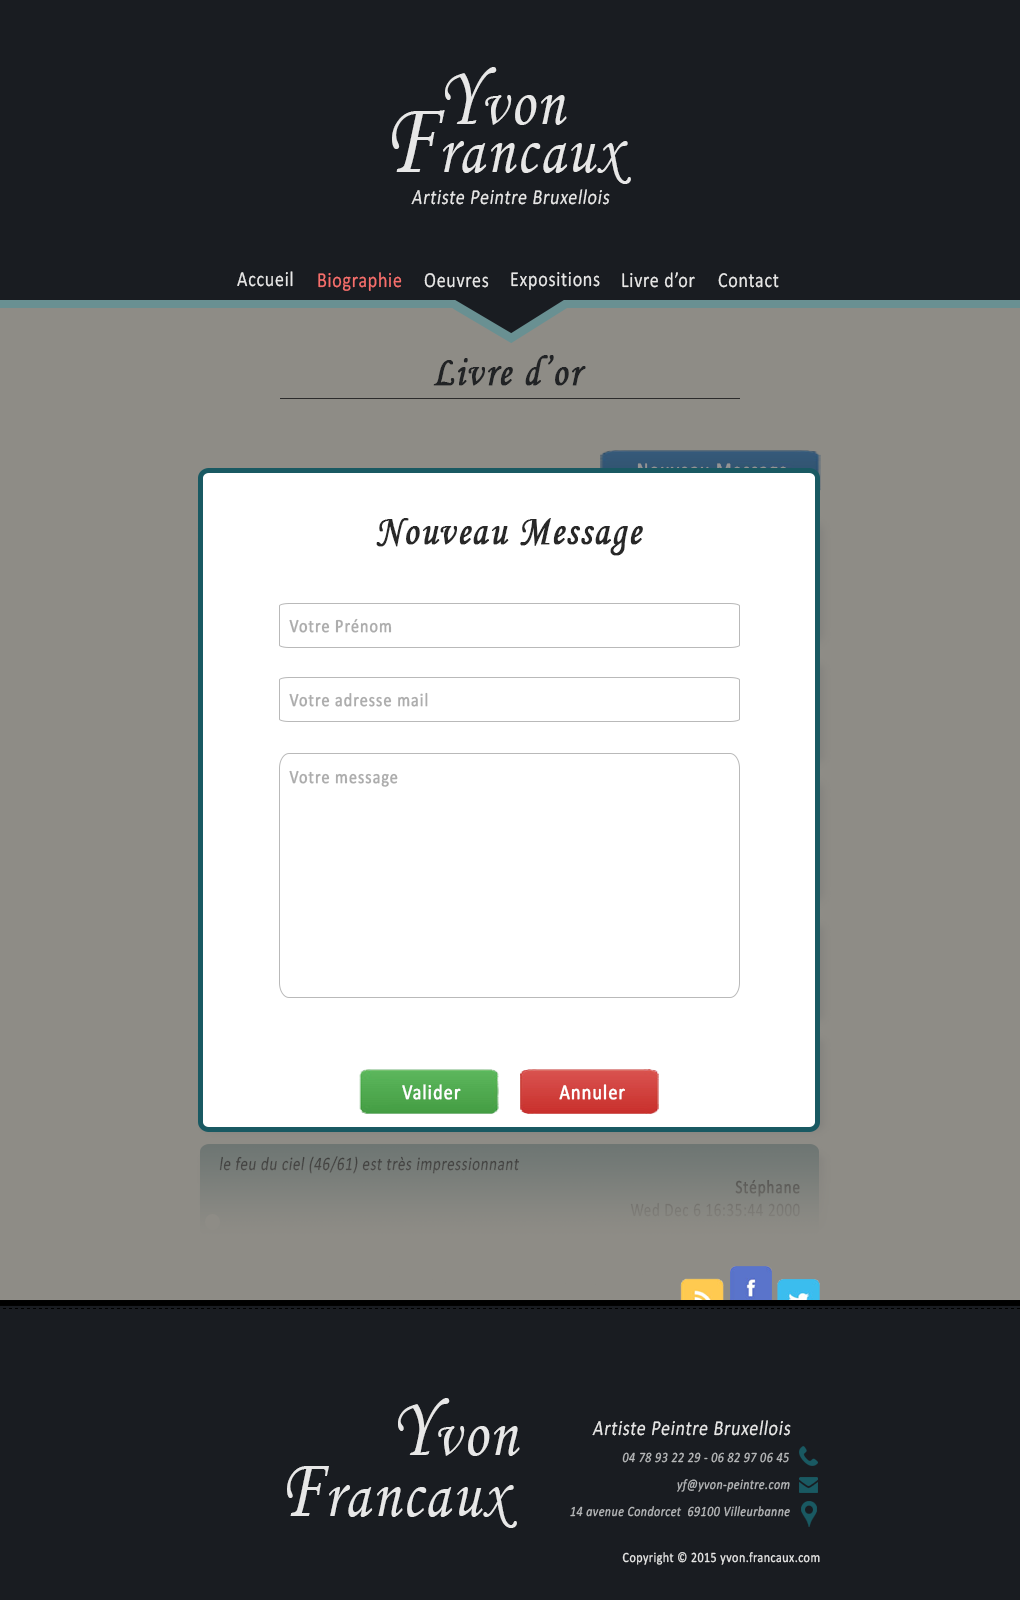 Yvon
Francaux
Artiste Peintre Bruxellois
Accueil Biographie Oeuvres Expositions Livre d'or Contact
Livre d'or
Nouveau Message
Nouveau Message
Votre Prénom
Votre adresse mail
Votre message
Valider Annuler
le feu du ciel (46/61) est très impressionnant
Stéphane
Wed Dec 6 16:35:44 2000
f
Yvon
Francaux
Artiste Peintre Bruxellois
04 78 93 22 29 - 06 82 97 06 45
yf@yvon-peintre.com
14 avenue Condorcet 69100 Villeurbanne
Copyright © 2015 yvon.francaux.com